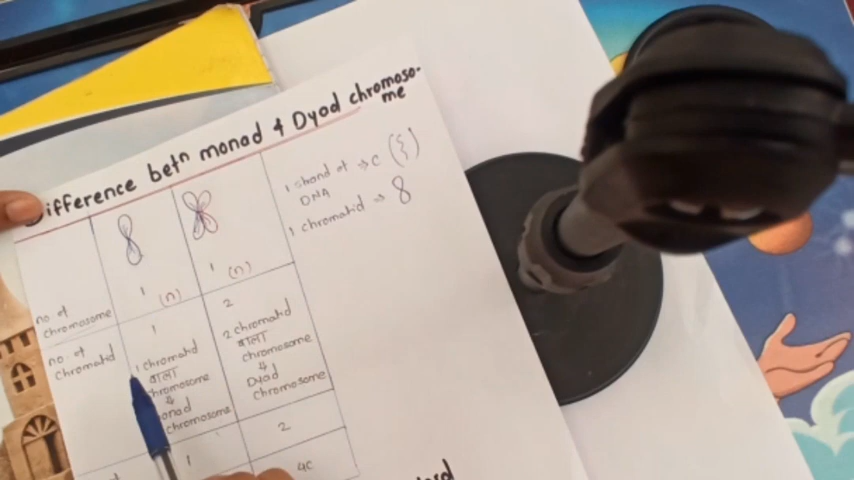 Difference betⁿ monad & Dyad chromoso-
me
1 strand of ⇒ C ({)
DNA
1 chromatid ⇒ 8
no of
chromosome
1 (n)
1 (n)
no of
chromatid
1
1 chromatid
वाला
chromosome
monad
chromosome
2
2 chromatid
वाला
chromosome
Dyad
chromosome
1
2
4C